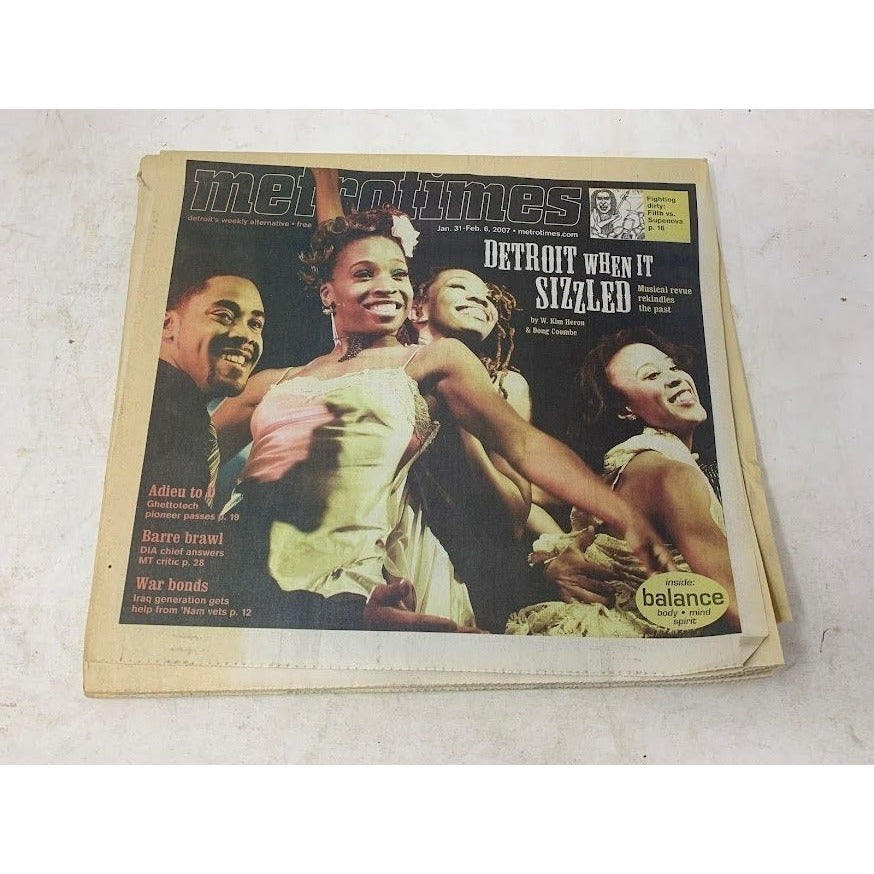 metrotimes
detroit's weekly alternative • free
Jan. 31-Feb. 6, 2007 • metrotimes.com
Fighting
dirty:
Filth vs.
Supenova
p. 16
DETROIT WHEN IT
SIZZLED
Musical revue
rekindles
the past
by W. Kim Heron
& Doug Coombe
Adieu to D
Ghettotech
pioneer passes p. 19
Barre brawl
DIA chief answers
MT critic p. 28
War bonds
Iraq generation gets
help from 'Nam vets p. 12
inside:
balance
body • mind
spirit